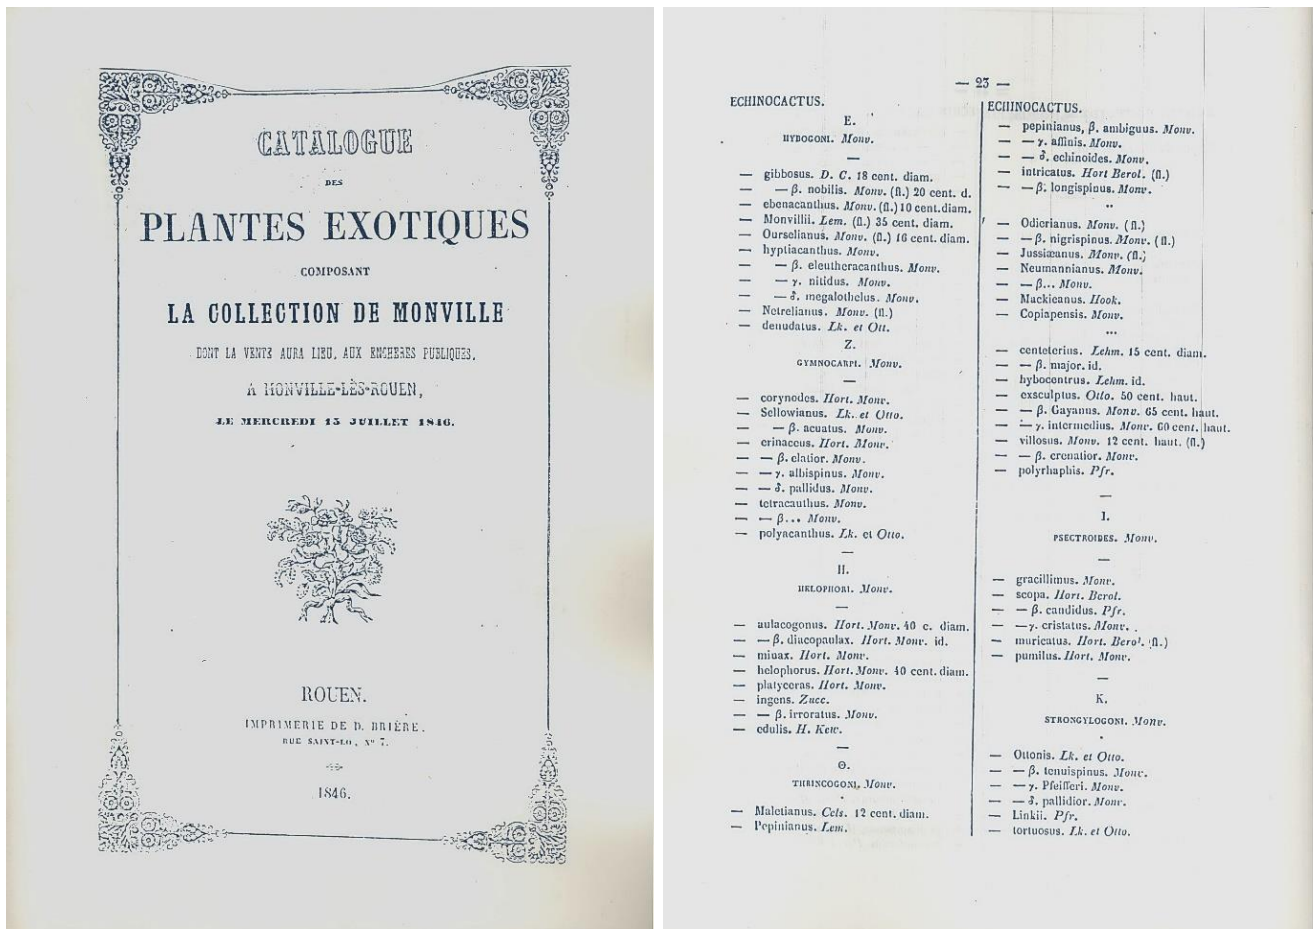 CATALOGUE
DES
PLANTES EXOTIQUES
COMPOSANT
LA COLLECTION DE MONVILLE
DONT LA VENTE AURA LIEU, AUX ENCHÈRES PUBLIQUES,
A MONVILLE-LÈS-ROUEN,
LE MERCREDI 15 JUILLET 1846.
ROUEN.
IMPRIMERIE DE D. BRIÈRE.
RUE SAINT-LO, N° 7.
1846.
— 23 —
ECHINOCACTUS.
E.
HYBOGONI. Monv.
—
— gibbosus. D. C. 18 cent. diam.
— — β. nobilis. Monv. (fl.) 20 cent. d.
— ebenacanthus. Monv. (fl.) 10 cent. diam.
— Monvillii. Lem. (fl.) 35 cent. diam.
— Ourselianus. Monv. (fl.) 16 cent. diam.
— hyptiacanthus. Monv.
— — β. eleutheracanthus. Monv.
— — γ. nitidus. Monv.
— — δ. megalothelus. Monv.
— Netrelianus. Monv. (fl.)
— denudatus. Lk. et Ott.
Z.
GYMNOCARPI. Monv.
—
— corynodes. Hort. Monv.
— Sellowianus. Lk. et Otto.
— — β. acuatus. Monv.
— erinaceus. Hort. Monv.
— — β. elatior. Monv.
— — γ. albispinus. Monv.
— — δ. pallidus. Monv.
— tetracanthus. Monv.
— — β... Monv.
— polyacanthus. Lk. et Otto.
—
H.
HELOPHORI. Monv.
—
— aulacogonus. Hort. Monv. 40 c. diam.
— — β. diacopaulax. Hort. Monv. id.
— minax. Hort. Monv.
— helophorus. Hort. Monv. 40 cent. diam.
— platyceras. Hort. Monv.
— ingens. Zucc.
— — β. irroratus. Monv.
— edulis. H. Kew.
—
Θ.
THRINCOGONI. Monv.
— Maletianus. Cels. 12 cent. diam.
— Pepinianus. Lem.
ECHINOCACTUS.
— pepinianus, β. ambiguus. Monv.
— — γ. affinis. Monv.
— — δ. echinoides. Monv.
— intricatus. Hort Berol. (fl.)
— — β. longispinus. Monv.
..
— Odierianus. Monv. (fl.)
— — β. nigrispinus. Monv. (fl.)
— Jussiæanus. Monv. (fl.)
— Neumannianus. Monv.
— — β... Monv.
— Mackieanus. Hook.
— Copiapensis. Monv.
...
— centeterius. Lehm. 15 cent. diam.
— — β. major. id.
— hybocentrus. Lehm. id.
— exsculptus. Otto. 50 cent. haut.
— — β. Gayanus. Monv. 65 cent. haut.
— — γ. intermedius. Monv. 60 cent. haut.
— villosus. Monv. 12 cent. haut. (fl.)
— — β. crenatior. Monv.
— polyrhaphis. Pfr.
—
I.
PSECTROIDES. Monv.
—
— gracillimus. Monv.
— scopa. Hort. Berol.
— — β. candidus. Pfr.
— — γ. cristatus. Monv.
— muricatus. Hort. Berol. (fl.)
— pumilus. Hort. Monv.
—
K.
STRONGYLOGONI. Monv.
— Ottonis. Lk. et Otto.
— — β. tenuispinus. Monv.
— — γ. Pfeifferi. Monv.
— — δ. pallidior. Monv.
— Linkii. Pfr.
— tortuosus. Lk. et Otto.